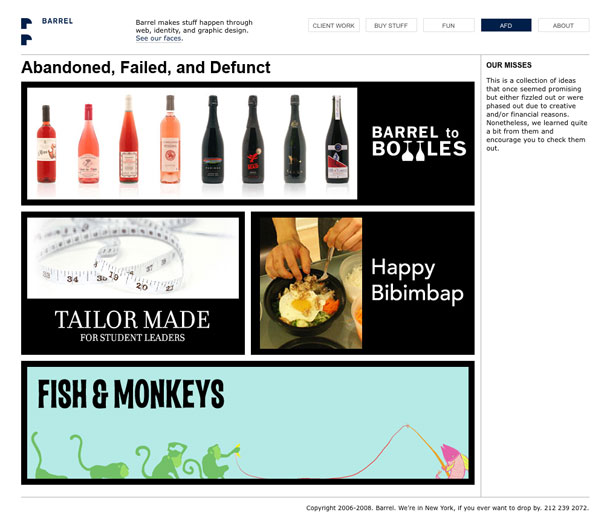 BARREL
Barrel makes stuff happen through
web, identity, and graphic design.
See our faces.
CLIENT WORK
BUY STUFF
FUN
AFD
ABOUT
Abandoned, Failed, and Defunct
BARREL to
BOTTLES
TAILOR MADE
FOR STUDENT LEADERS
Happy
Bibimbap
FISH & MONKEYS
OUR MISSES
This is a collection of ideas
that once seemed promising
but either fizzled out or were
phased out due to creative
and/or financial reasons.
Nonetheless, we learned quite
a bit from them and
encourage you to check them
out.
Copyright 2006-2008. Barrel. We're in New York, if you ever want to drop by. 212 239 2072.